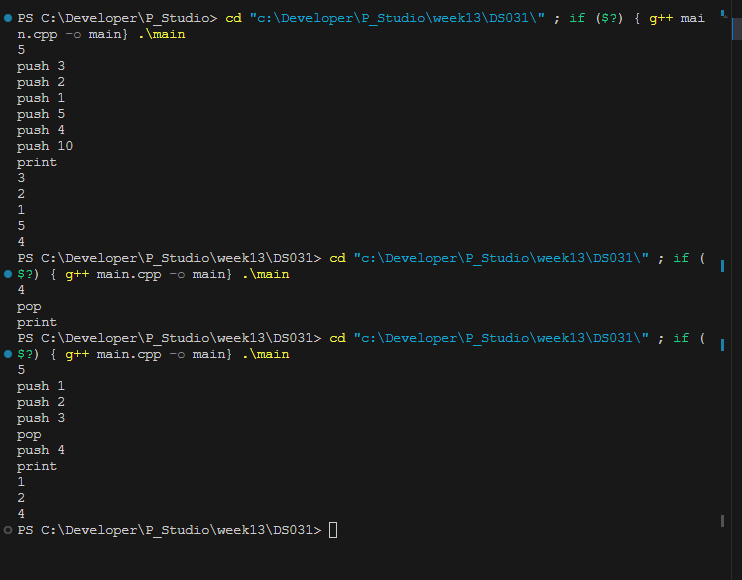 PS C:\Developer\P_Studio> cd "c:\Developer\P_Studio\week13\DS031\" ; if ($?) { g++ mai
n.cpp -o main} .\main
5
push 3
push 2
push 1
push 5
push 4
push 10
print
3
2
1
5
4
PS C:\Developer\P_Studio\week13\DS031> cd "c:\Developer\P_Studio\week13\DS031\" ; if (
$?) { g++ main.cpp -o main} .\main
4
pop
print
PS C:\Developer\P_Studio\week13\DS031> cd "c:\Developer\P_Studio\week13\DS031\" ; if (
$?) { g++ main.cpp -o main} .\main
5
push 1
push 2
push 3
pop
push 4
print
1
2
4
PS C:\Developer\P_Studio\week13\DS031>